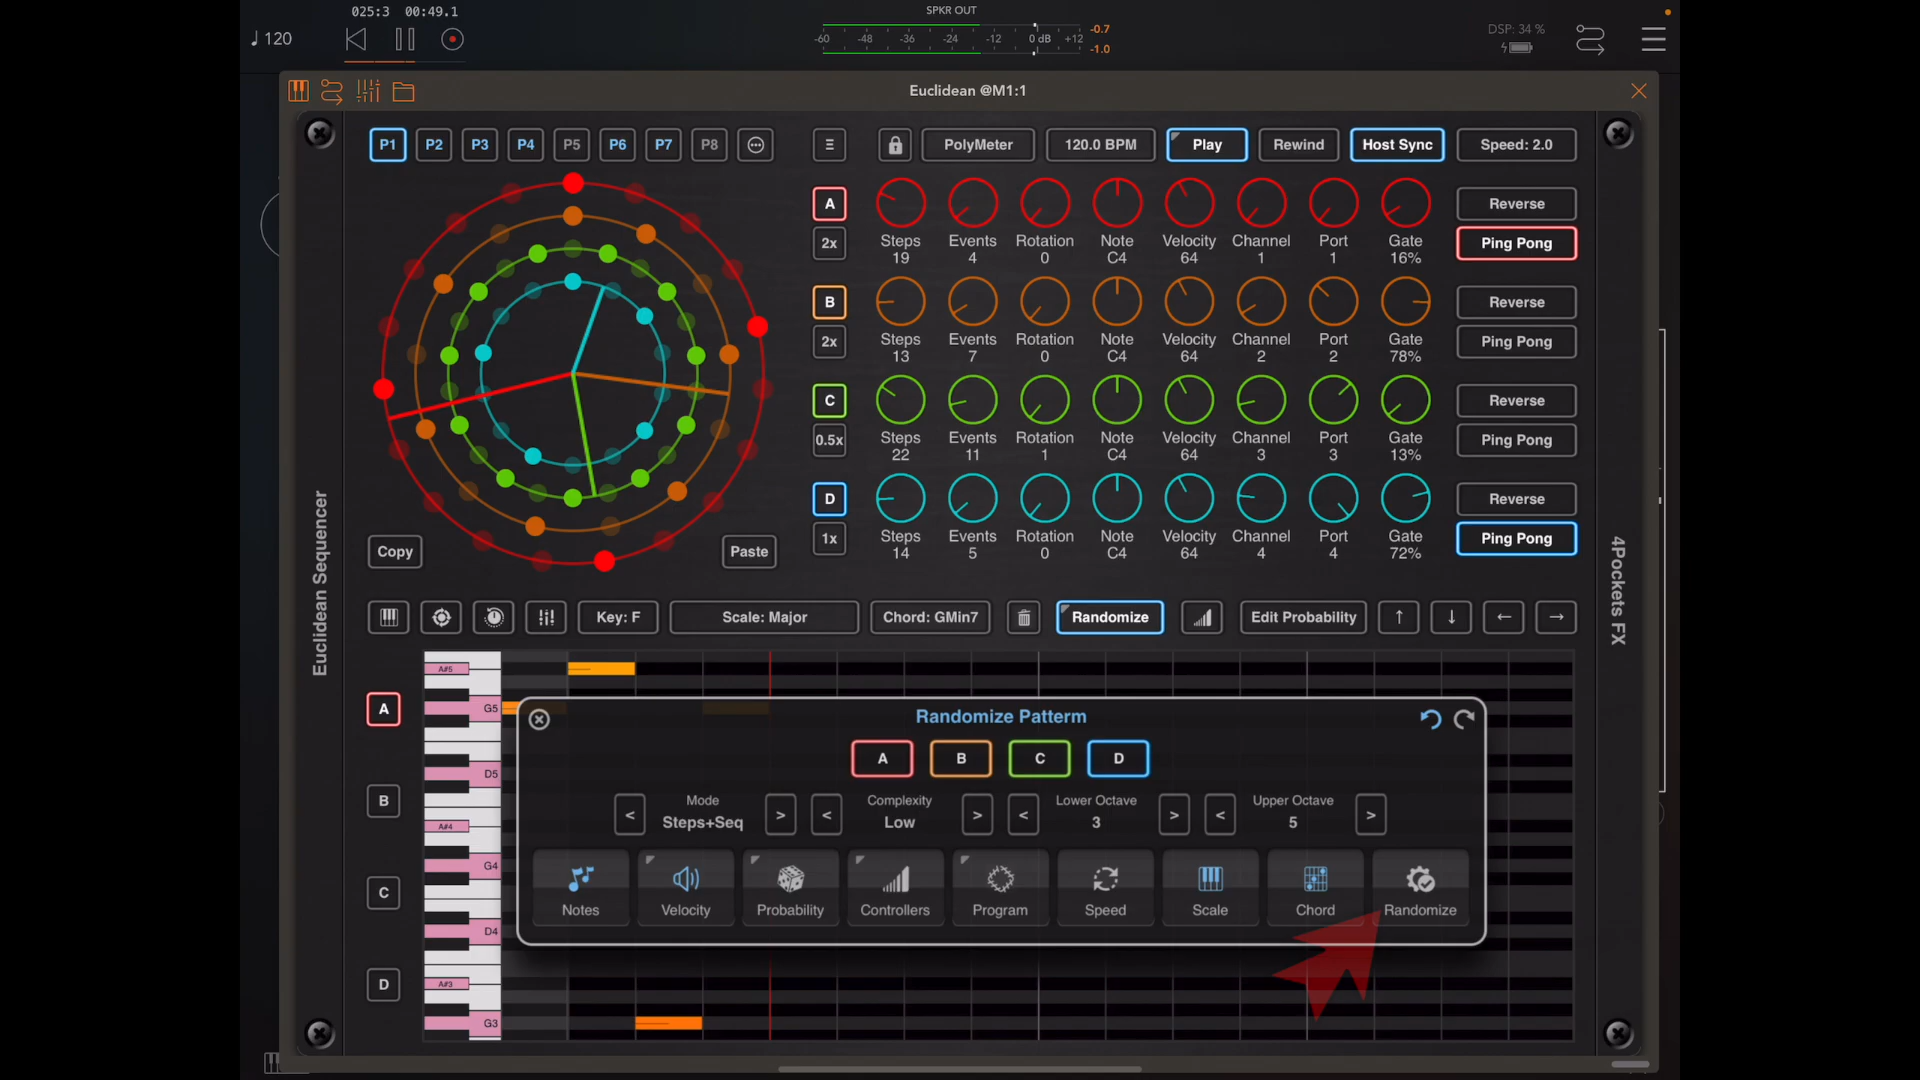 025:3 00:49.1
♩120
SPKR OUT
-60 -48 -36 -24 -12 0 dB +12
-0.7
-1.0
DSP: 34 %
Euclidean @M1:1
P1 P2 P3 P4 P5 P6 P7 P8
PolyMeter 120.0 BPM Play Rewind Host Sync Speed: 2.0
A
2x
Steps Events Rotation Note Velocity Channel Port Gate
19 4 0 C4 64 1 1 16%
Reverse
Ping Pong
B
2x
Steps Events Rotation Note Velocity Channel Port Gate
13 7 0 C4 64 2 2 78%
Reverse
Ping Pong
C
0.5x
Steps Events Rotation Note Velocity Channel Port Gate
22 11 1 C4 64 3 3 13%
Reverse
Ping Pong
D
1x
Steps Events Rotation Note Velocity Channel Port Gate
14 5 0 C4 64 4 4 72%
Reverse
Ping Pong
Copy Paste
Euclidean Sequencer
4Pockets FX
Key: F Scale: Major Chord: GMin7 Randomize Edit Probability ↑ ↓ ← →
A
B
C
D
A#5
G5
D5
A#4
G4
D4
A#3
G3
Randomize Patterm
A B C D
< Mode > < Complexity > < Lower Octave > < Upper Octave >
Steps+Seq Low 3 5
Notes Velocity Probability Controllers Program Speed Scale Chord Randomize